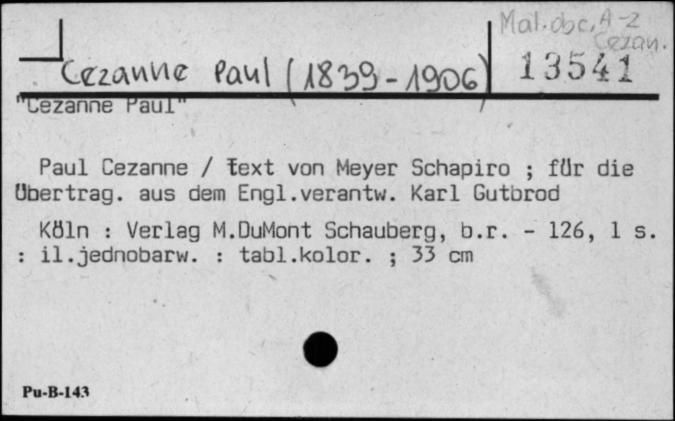 Mal.obc, A-Z
Cezan.
Cezanne Paul (1839-1906)
13541
"Cezanne Paul"
Paul Cezanne / text von Meyer Schapiro ; für die
Übertrag. aus dem Engl.verantw. Karl Gutbrod
Köln : Verlag M.DuMont Schauberg, b.r. - 126, 1 s.
: il.jednobarw. : tabl.kolor. ; 33 cm
Pu-B-143